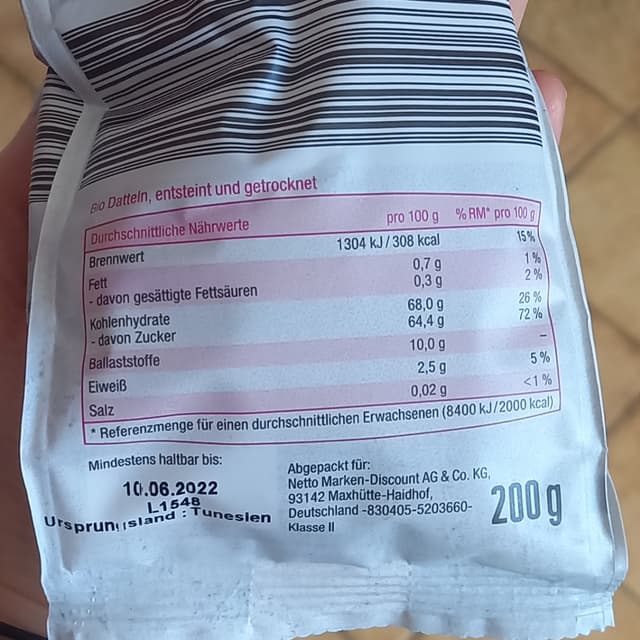 Bio Datteln, entsteint und getrocknet
Durchschnittliche Nährwerte pro 100 g % RM* pro 100 g
Brennwert 1304 kJ / 308 kcal 15 %
Fett 0,7 g 1 %
- davon gesättigte Fettsäuren 0,3 g 2 %
Kohlenhydrate 68,0 g 26 %
- davon Zucker 64,4 g 72 %
Ballaststoffe 10,0 g –
Eiweiß 2,5 g 5 %
Salz 0,02 g <1 %
* Referenzmenge für einen durchschnittlichen Erwachsenen (8400 kJ / 2000 kcal)
Mindestens haltbar bis:
10.06.2022
L1548
Ursprungsland : Tunesien
Abgepackt für:
Netto Marken-Discount AG & Co. KG,
93142 Maxhütte-Haidhof,
Deutschland -830405-5203660-
Klasse II
200 g